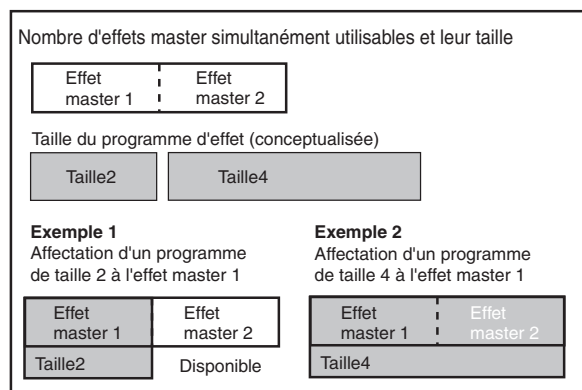 Nombre d'effets master simultanément utilisables et leur taille
Effet master 1
Effet master 2
Taille du programme d'effet (conceptualisée)
Taille2
Taille4
Exemple 1
Affectation d'un programme
de taille 2 à l'effet master 1
Effet
master 1
Effet
master 2
Taille2
Disponible
Exemple 2
Affectation d'un programme
de taille 4 à l'effet master 1
Effet
master 1
Effet
master 2
Taille4